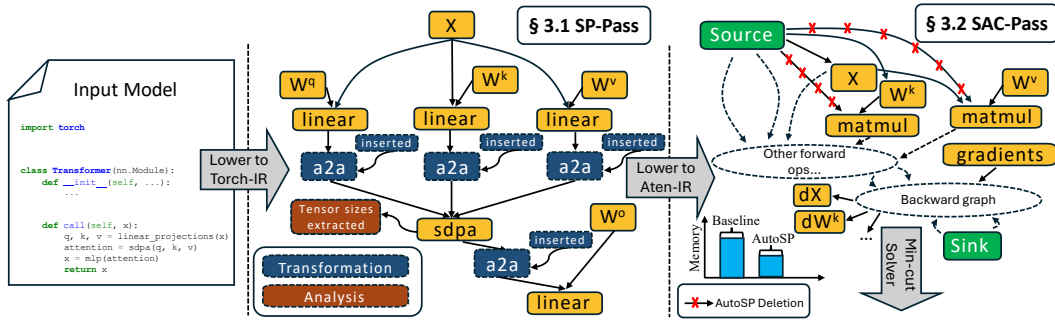 Input Model
import torch
class Transformer(nn.Module):
def __init__(self, ...):
...
def call(self, x):
q, k, v = linear_projections(x)
attention = sdpa(q, k, v)
x = mlp(attention)
return x
Lower to
Torch-IR
§ 3.1 SP-Pass
X
Wq
Wk
Wv
linear
linear
linear
inserted
inserted
inserted
a2a
a2a
a2a
Tensor sizes
extracted
sdpa
Wo
inserted
a2a
linear
Transformation
Analysis
Lower to
Aten-IR
§ 3.2 SAC-Pass
Source
X
Wk
Wv
matmul
matmul
Other forward
ops...
gradients
dX
dWk
...
Backward graph
Sink
Memory
Baseline
AutoSP
Min-cut
Solver
AutoSP Deletion